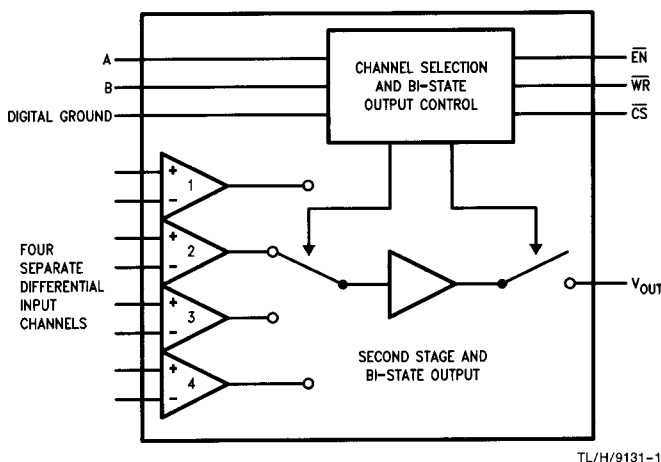 A
B
DIGITAL GROUND
CHANNEL SELECTION
AND BI-STATE
OUTPUT CONTROL
EN
WR
CS
+
-
1
+
-
2
+
-
3
+
-
4
FOUR
SEPARATE
DIFFERENTIAL
INPUT
CHANNELS
VOUT
SECOND STAGE AND
BI-STATE OUTPUT
TL/H/9131-1